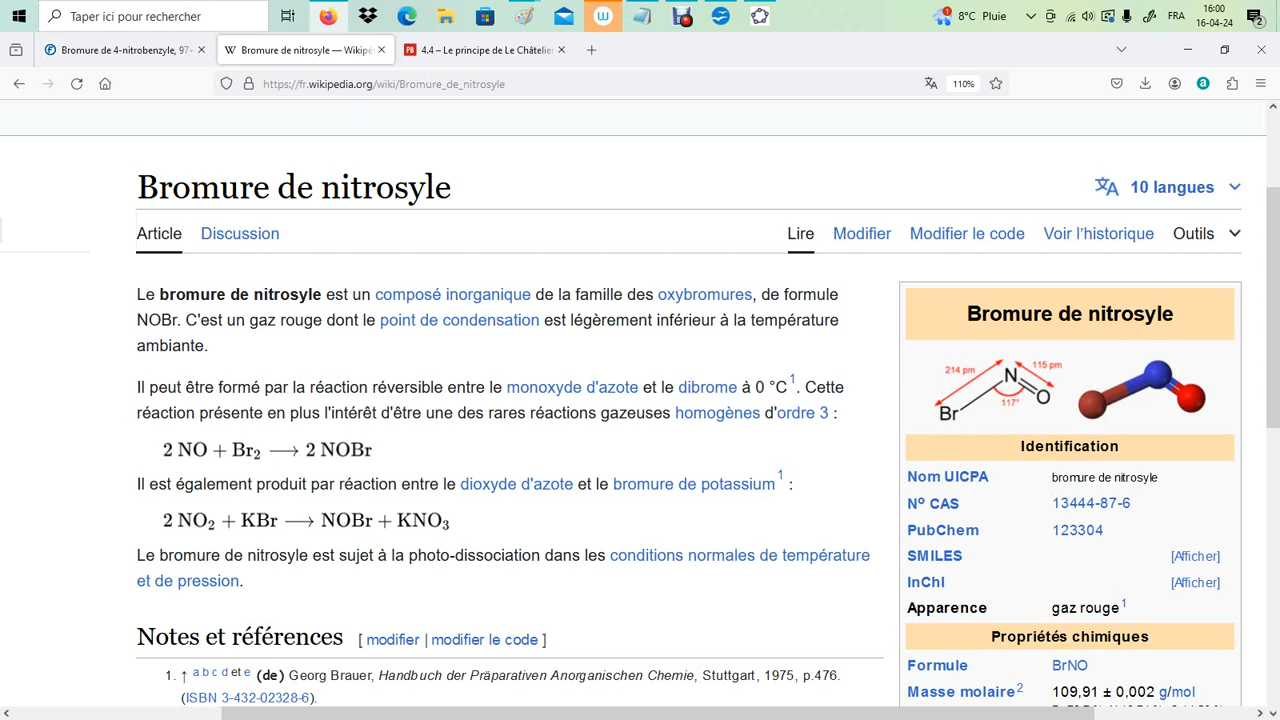 Taper ici pour rechercher
8°C Pluie
FRA
16:00
16-04-24
2
Bromure de 4-nitrobenzyle, 97+
Bromure de nitrosyle — Wikipé
4.4 – Le principe de Le Châtelie
https://fr.wikipedia.org/wiki/Bromure_de_nitrosyle
110%
Bromure de nitrosyle
10 langues
Article Discussion
Lire Modifier Modifier le code Voir l'historique Outils
Le bromure de nitrosyle est un composé inorganique de la famille des oxybromures, de formule
NOBr. C'est un gaz rouge dont le point de condensation est légèrement inférieur à la température
ambiante.
Il peut être formé par la réaction réversible entre le monoxyde d'azote et le dibrome à 0 °C1. Cette
réaction présente en plus l'intérêt d'être une des rares réactions gazeuses homogènes d'ordre 3 :
2 NO + Br₂ ⟶ 2 NOBr
Il est également produit par réaction entre le dioxyde d'azote et le bromure de potassium1 :
2 NO₂ + KBr ⟶ NOBr + KNO₃
Le bromure de nitrosyle est sujet à la photo-dissociation dans les conditions normales de température
et de pression.
Notes et références [ modifier | modifier le code ]
1. ↑ a b c d et e (de) Georg Brauer, Handbuch der Präparativen Anorganischen Chemie, Stuttgart, 1975, p.476.
(ISBN 3-432-02328-6).
Bromure de nitrosyle
214 pm
115 pm
N
Br
O
117°
Identification
Nom UICPA bromure de nitrosyle
Nº CAS 13444-87-6
PubChem 123304
SMILES [Afficher]
InChI [Afficher]
Apparence gaz rouge1
Propriétés chimiques
Formule BrNO
Masse molaire2 109,91 ± 0,002 g/mol